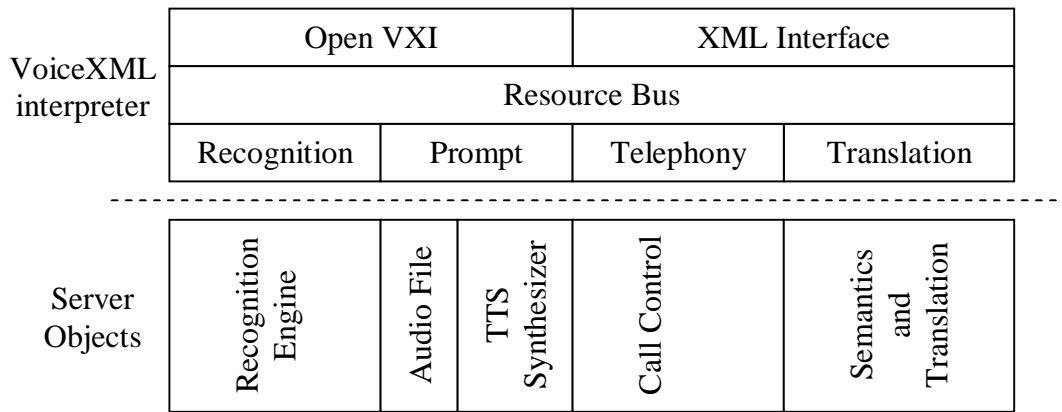 Open VXI
XML Interface
VoiceXML
interpreter
Resource Bus
Recognition
Prompt
Telephony
Translation
Server
Objects
Recognition
Engine
Audio File
TTS
Synthesizer
Call Control
Semantics
and
Translation